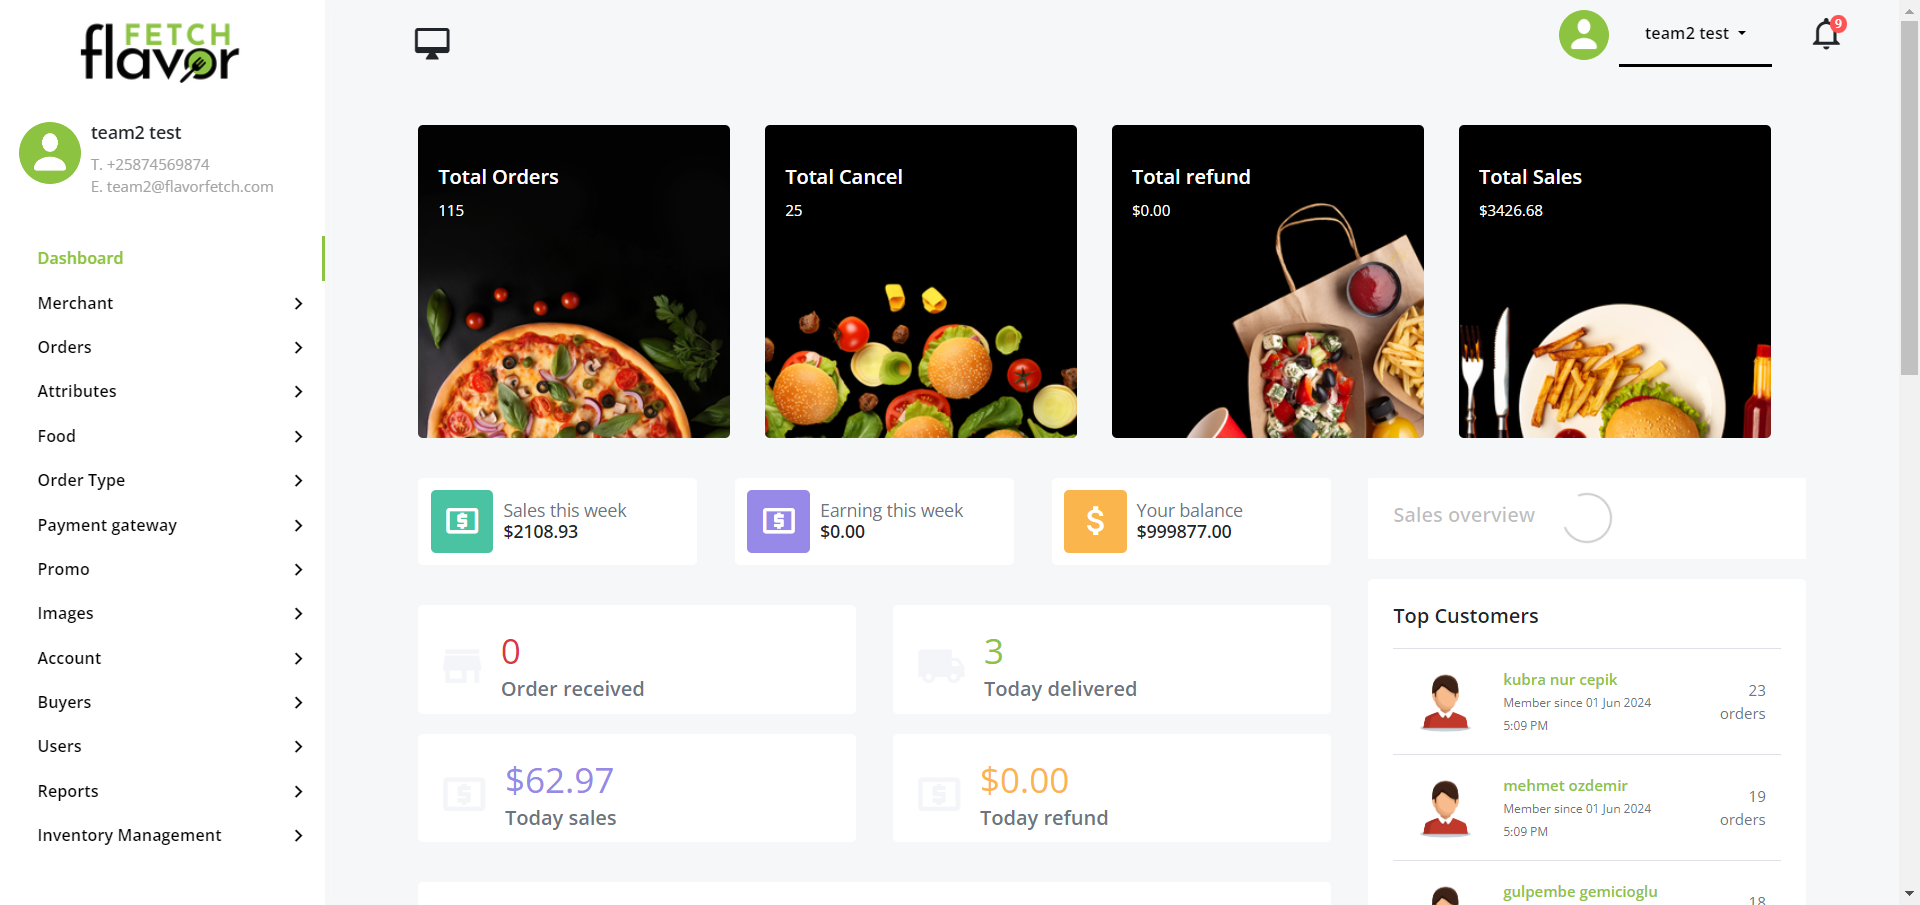 FETCH
flavor
team2 test
T. +25874569874
E. team2@flavorfetch.com
Dashboard
Merchant
Orders
Attributes
Food
Order Type
Payment gateway
Promo
Images
Account
Buyers
Users
Reports
Inventory Management
team2 test
9
Total Orders
115
Total Cancel
25
Total refund
$0.00
Total Sales
$3426.68
Sales this week
$2108.93
Earning this week
$0.00
Your balance
$999877.00
Sales overview
0
Order received
3
Today delivered
$62.97
Today sales
$0.00
Today refund
Top Customers
kubra nur cepik
Member since 01 Jun 2024
5:09 PM
23
orders
mehmet ozdemir
Member since 01 Jun 2024
5:09 PM
19
orders
gulpembe gemicioglu
18